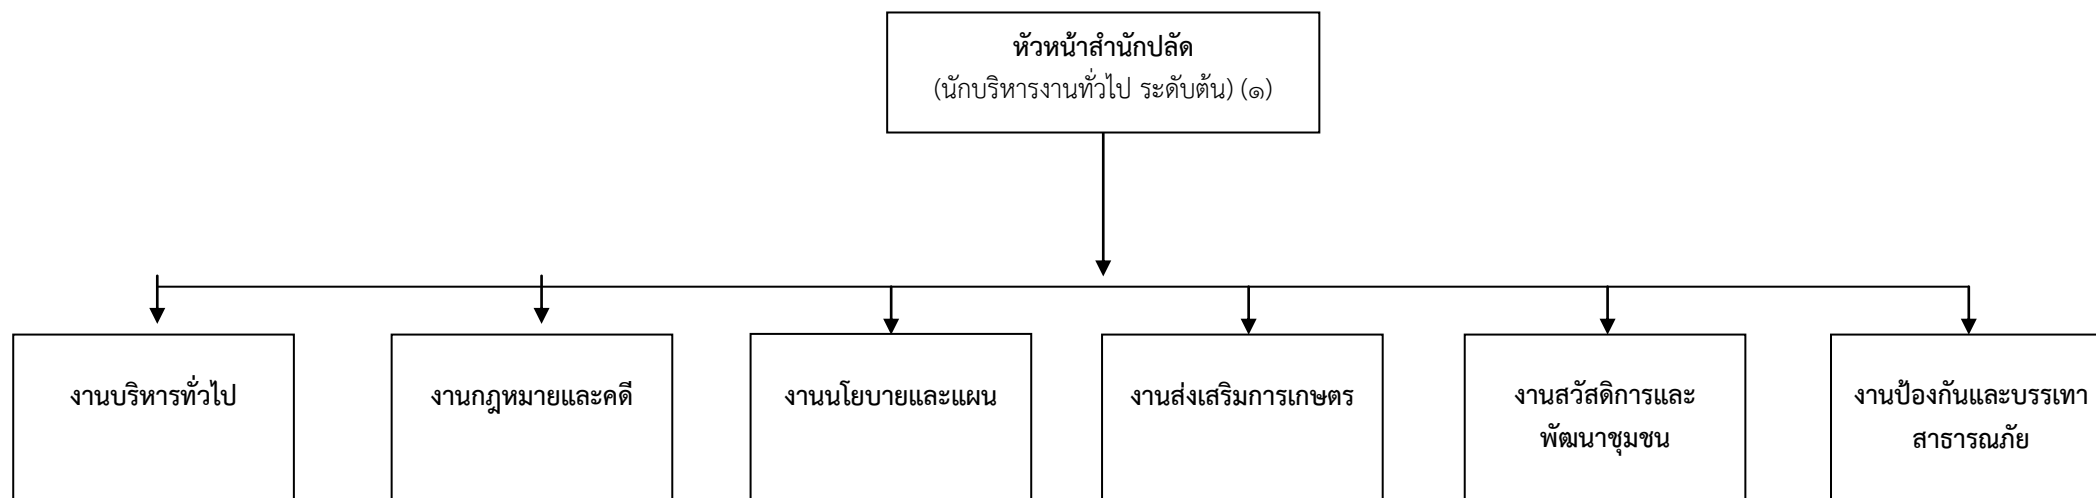 หัวหน้าสำนักปลัด
(นักบริหารงานทั่วไป ระดับต้น) (๑)
งานบริหารทั่วไป
งานกฎหมายและคดี
งานนโยบายและแผน
งานส่งเสริมการเกษตร
งานสวัสดิการและ
พัฒนาชุมชน
งานป้องกันและบรรเทา
สาธารณภัย